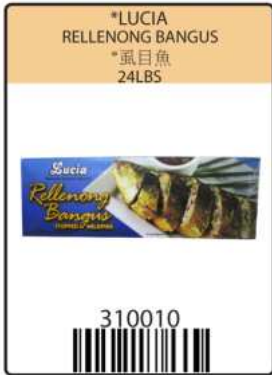 *LUCIA
RELLENONG BANGUS
*虱目魚
24LBS
Lucia
Rellenong
Bangus
310010